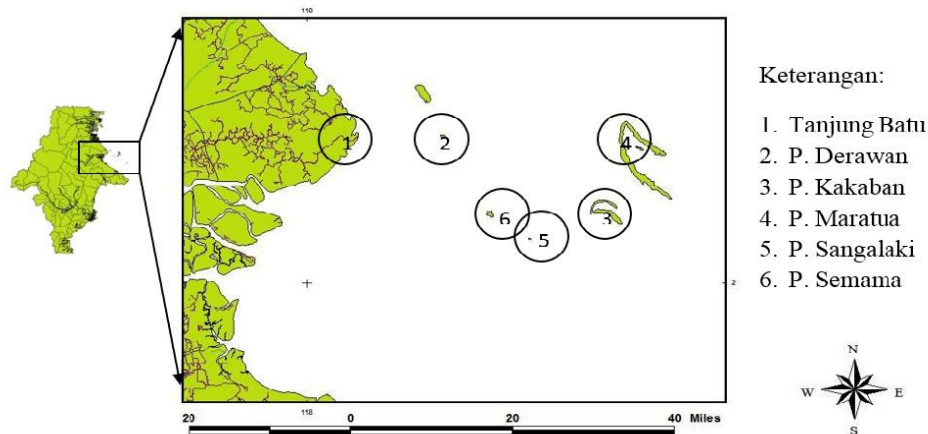 118
Keterangan:
1. Tanjung Batu
2. P. Derawan
3. P. Kakaban
4. P. Maratua
5. P. Sangalaki
6. P. Semama
1
2
4
6
3
5
2
N
W E
S
118
20 0 20 40 Miles